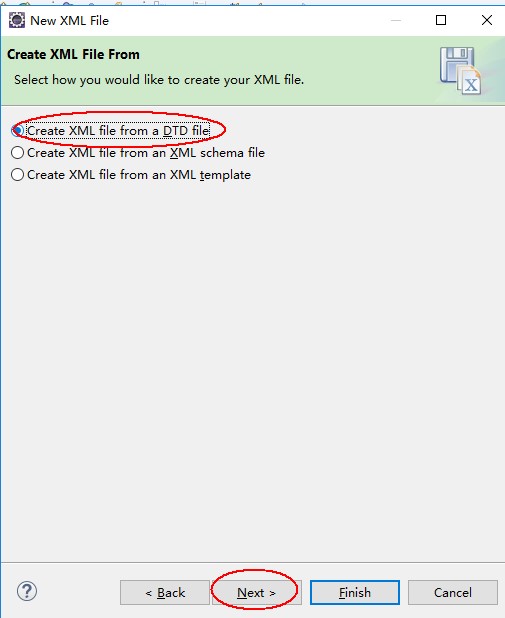 New XML File
Create XML File From
Select how you would like to create your XML file.
Create XML file from a DTD file
Create XML file from an XML schema file
Create XML file from an XML template
?
< Back
Next >
Finish
Cancel